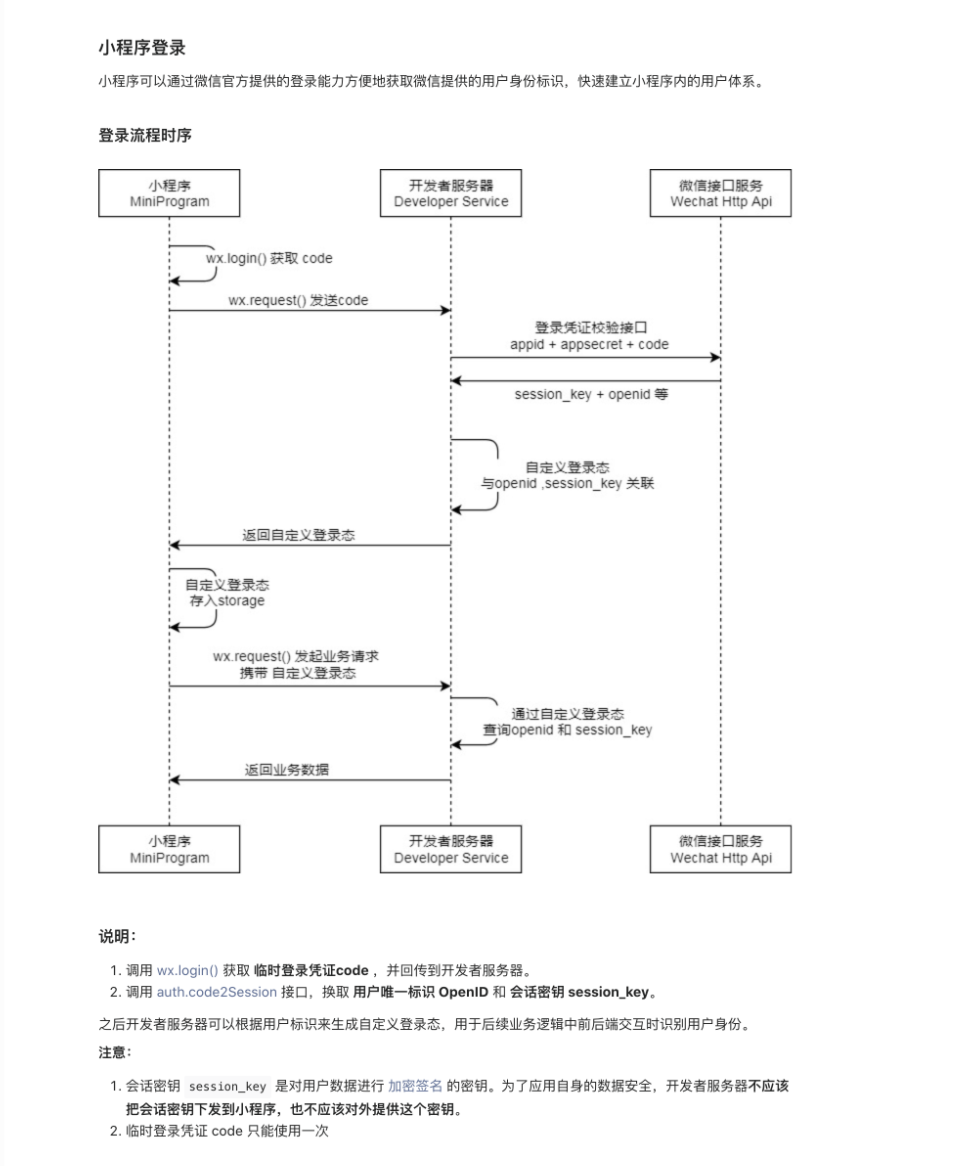 小程序登录
小程序可以通过微信官方提供的登录能力方便地获取微信提供的用户身份标识，快速建立小程序内的用户体系。
登录流程时序
小程序
MiniProgram
开发者服务器
Developer Service
微信接口服务
Wechat Http Api
wx.login() 获取 code
wx.request() 发送code
登录凭证校验接口
appid + appsecret + code
session_key + openid 等
自定义登录态
与openid ,session_key 关联
返回自定义登录态
自定义登录态
存入storage
wx.request() 发起业务请求
携带 自定义登录态
通过自定义登录态
查询openid 和 session_key
返回业务数据
小程序
MiniProgram
开发者服务器
Developer Service
微信接口服务
Wechat Http Api
说明：
1. 调用 wx.login() 获取 临时登录凭证code ，并回传到开发者服务器。
2. 调用 auth.code2Session 接口，换取 用户唯一标识 OpenID 和 会话密钥 session_key。
之后开发者服务器可以根据用户标识来生成自定义登录态，用于后续业务逻辑中前后端交互时识别用户身份。
注意：
1. 会话密钥 session_key 是对用户数据进行 加密签名 的密钥。为了应用自身的数据安全，开发者服务器不应该
把会话密钥下发到小程序，也不应该对外提供这个密钥。
2. 临时登录凭证 code 只能使用一次